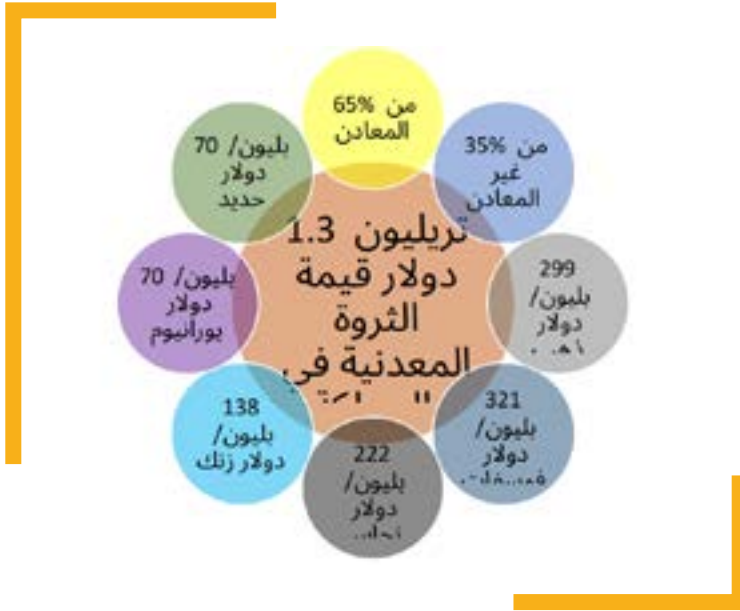 من %65
المعادن
من %35
غير
المعادن
299
بليون/
دولار
321
بليون/
دولار
222
بليون/
دولار
138
بليون/
دولار زنك
بليون/ 70
دولار
يورانيوم
بليون/ 70
دولار
حديد
تريليون 1.3
دولار قيمة
الثروة
المعدنية في